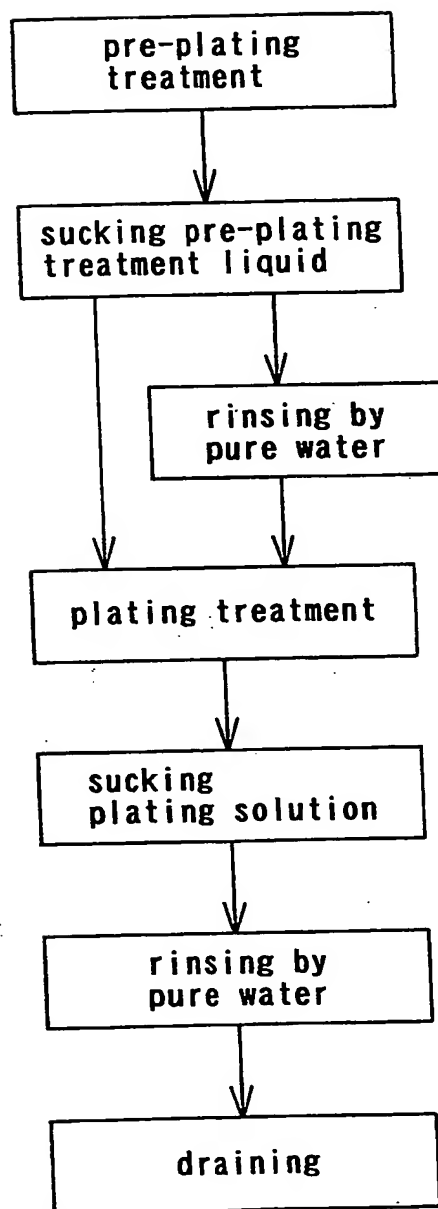 pre-plating
treatment
sucking pre-plating
treatment liquid
rinsing by
pure water
plating treatment
sucking
plating solution
rinsing by
pure water
draining